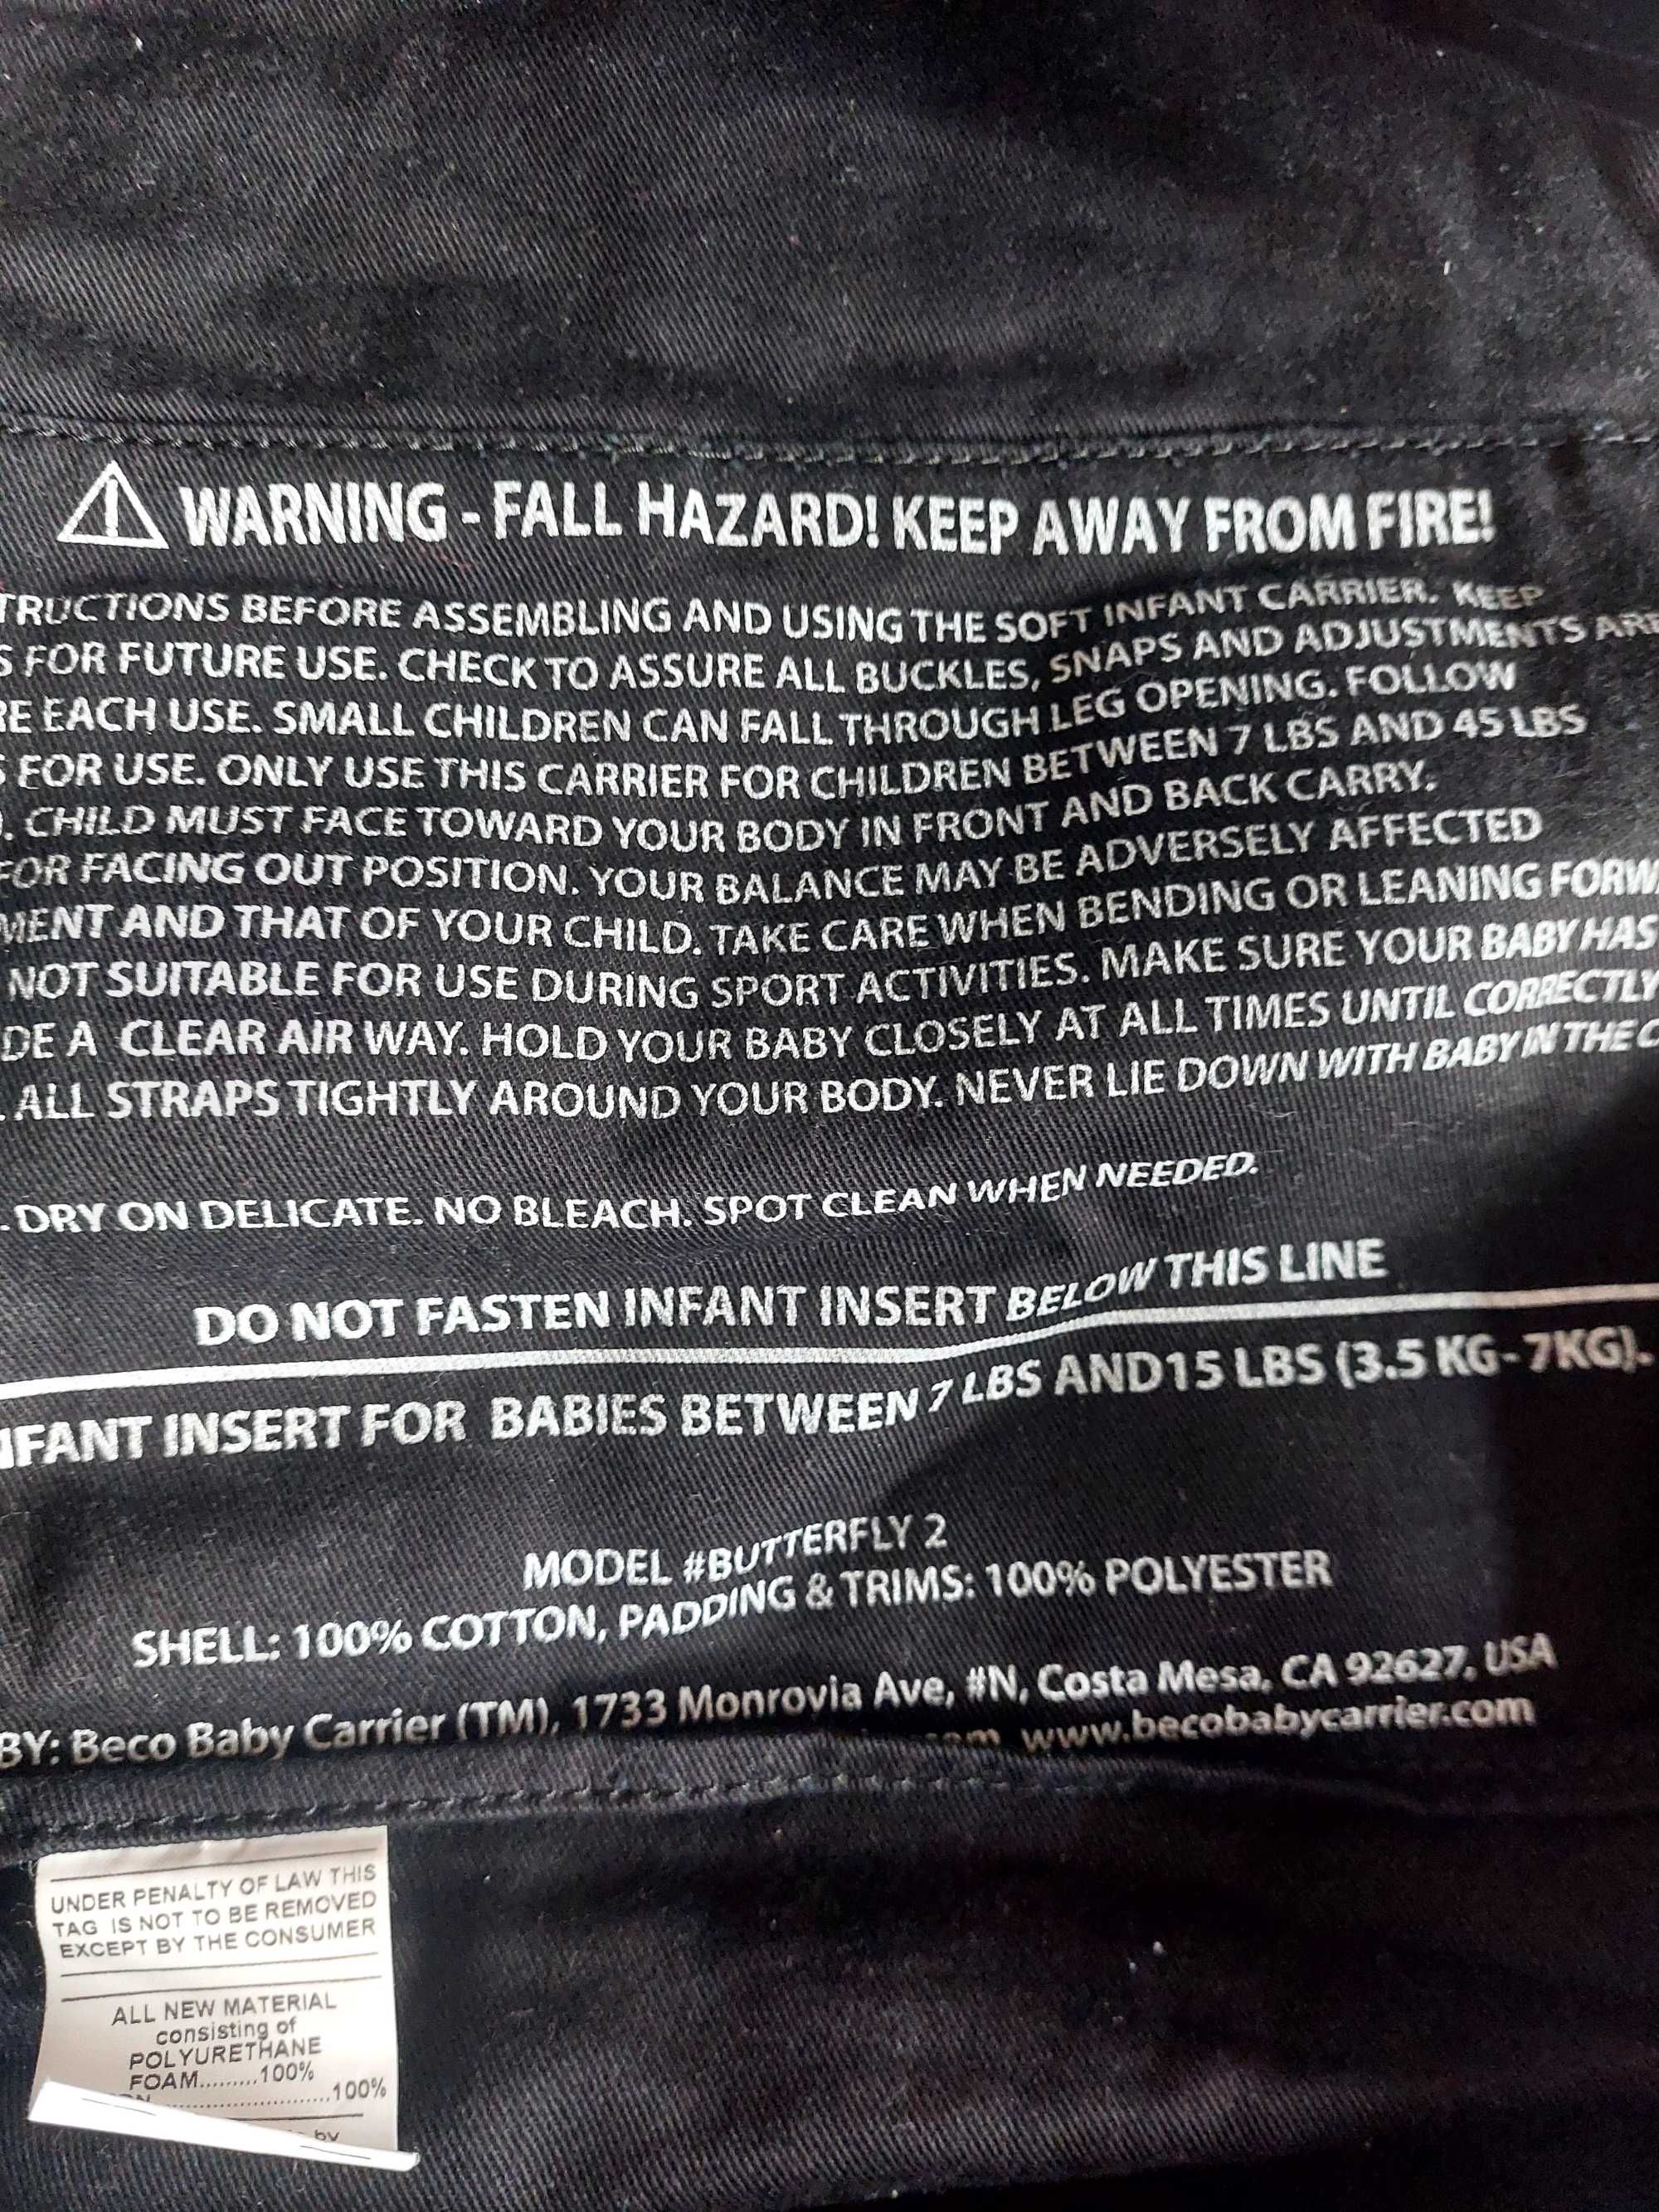 WARNING - FALL HAZARD! KEEP AWAY FROM FIRE!
TRUCTIONS BEFORE ASSEMBLING AND USING THE SOFT INFANT CARRIER. KEEP
S FOR FUTURE USE. CHECK TO ASSURE ALL BUCKLES, SNAPS AND ADJUSTMENTS ARE
RE EACH USE. SMALL CHILDREN CAN FALL THROUGH LEG OPENING. FOLLOW
S FOR USE. ONLY USE THIS CARRIER FOR CHILDREN BETWEEN 7 LBS AND 45 LBS
. CHILD MUST FACE TOWARD YOUR BODY IN FRONT AND BACK CARRY.
FOR FACING OUT POSITION. YOUR BALANCE MAY BE ADVERSELY AFFECTED
MENT AND THAT OF YOUR CHILD. TAKE CARE WHEN BENDING OR LEANING FORW
NOT SUITABLE FOR USE DURING SPORT ACTIVITIES. MAKE SURE YOUR BABY HAS
DE A CLEAR AIR WAY. HOLD YOUR BABY CLOSELY AT ALL TIMES UNTIL CORRECTLY
. ALL STRAPS TIGHTLY AROUND YOUR BODY. NEVER LIE DOWN WITH BABY IN THE C
DRY ON DELICATE. NO BLEACH. SPOT CLEAN WHEN NEEDED.
DO NOT FASTEN INFANT INSERT BELOW THIS LINE
NFANT INSERT FOR BABIES BETWEEN 7 LBS AND15 LBS (3.5 KG- 7KG).
MODEL #BUTTERFLY 2
SHELL: 100% COTTON, PADDING & TRIMS: 100% POLYESTER
BY: Beco Baby Carrier (TM), 1733 Monrovia Ave, #N, Costa Mesa, CA 92627, USA
www.becobabycarrier.com
UNDER PENALTY OF LAW THIS
TAG IS NOT TO BE REMOVED
EXCEPT BY THE CONSUMER
ALL NEW MATERIAL
consisting of
POLYURETHANE
FOAM.........100%
100%
by